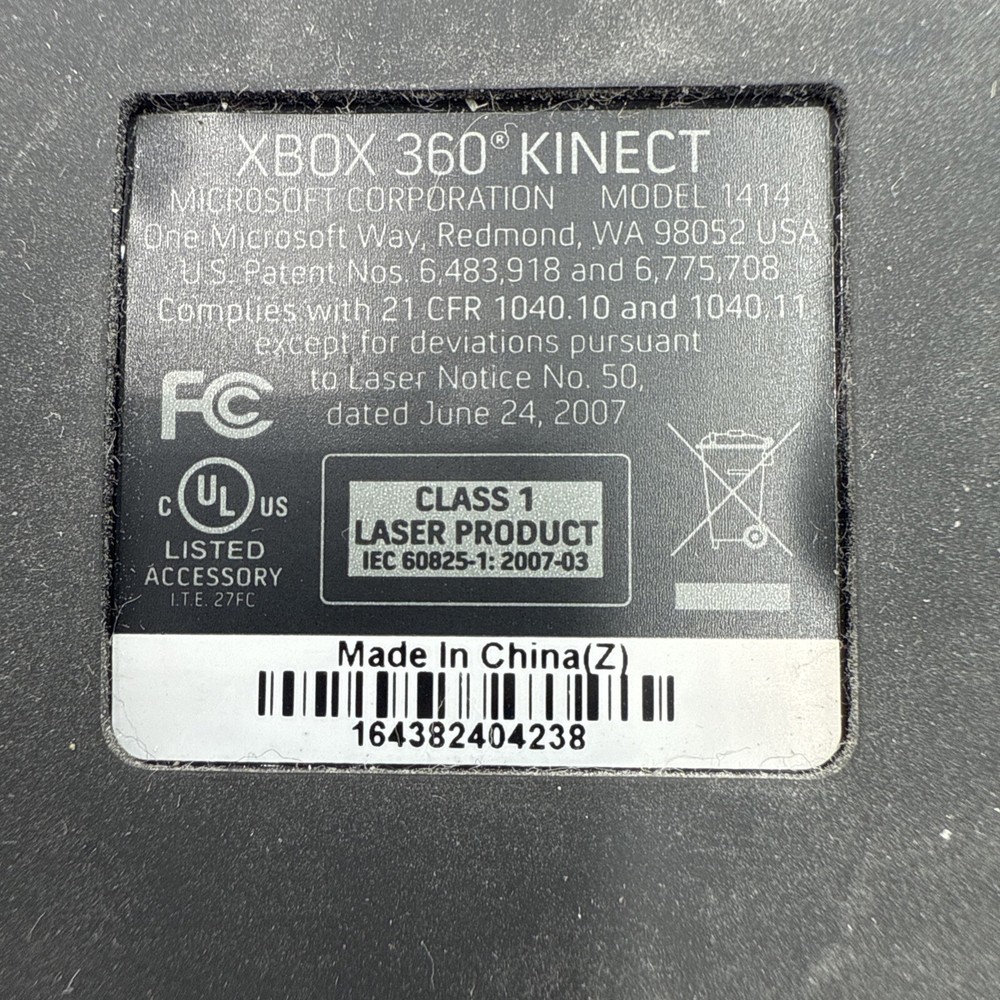 XBOX 360® KINECT
MICROSOFT CORPORATION MODEL 1414
One Microsoft Way, Redmond, WA 98052 USA
U.S. Patent Nos. 6,483,918 and 6,775,708
Complies with 21 CFR 1040.10 and 1040.11
except for deviations pursuant
to Laser Notice No. 50,
dated June 24, 2007
FC
C UL US
LISTED
ACCESSORY
I.T.E. 27FC
CLASS 1
LASER PRODUCT
IEC 60825-1: 2007-03
Made In China(Z)
164382404238